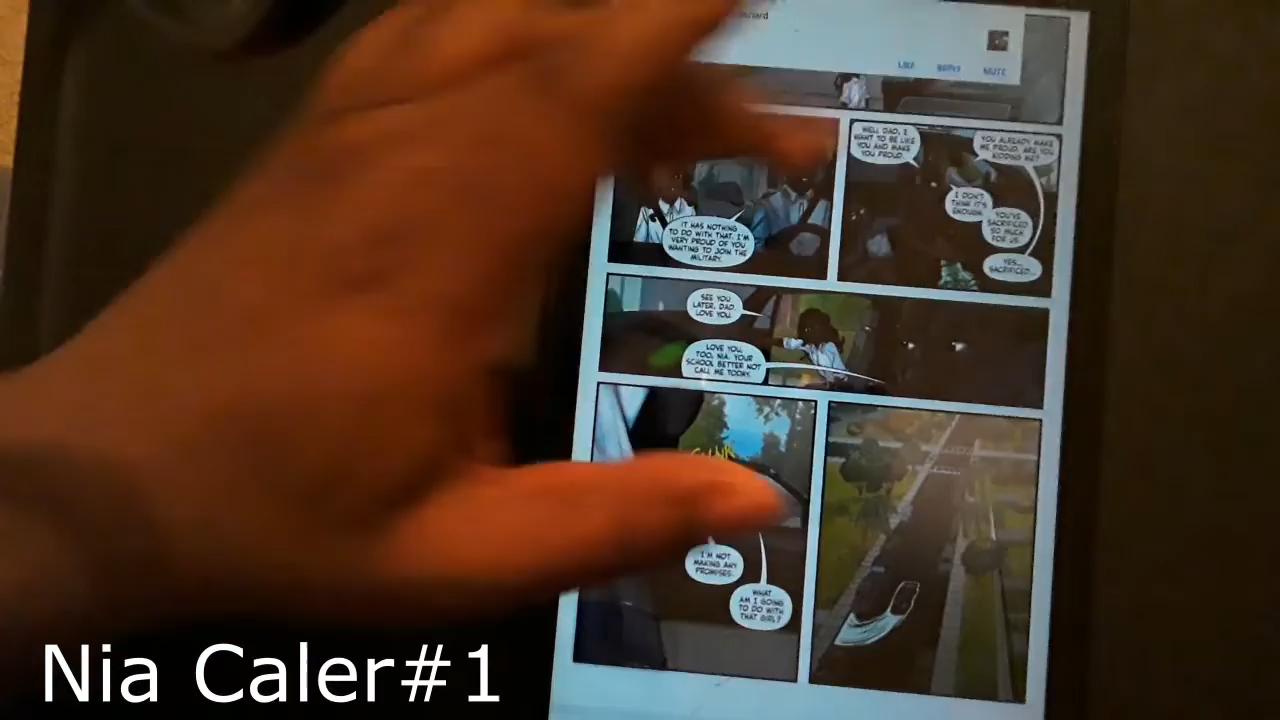 LIKE REPLY MUTE
IT HAS NOTHING
TO DO WITH THAT. I'M
VERY PROUD OF YOU
WANTING TO JOIN THE
MILITARY.
WELL DAD, I
WANT TO BE LIKE
YOU AND MAKE
YOU PROUD.
YOU ALREADY MAKE
ME PROUD. ARE YOU
KIDDING ME?
I DON'T
THINK IT'S
ENOUGH.
YOU'VE
SACRIFICED
SO MUCH
FOR US.
YES...
SACRIFICED...
SEE YOU
LATER, DAD.
LOVE YOU.
LOVE YOU,
TOO, NIA. YOUR
SCHOOL BETTER NOT
CALL ME TODAY.
I'M NOT
MAKING ANY
PROMISES.
WHAT
AM I GOING
TO DO WITH
THAT GIRL?
Nia Caler#1